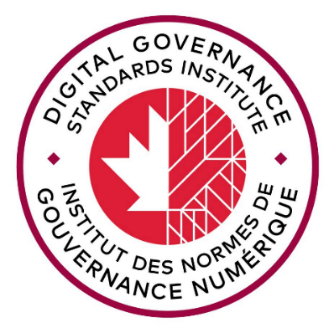 DIGITAL GOVERNANCE
STANDARDS INSTITUTE
INSTITUT DES NORMES DE
GOUVERNANCE NUMÉRIQUE